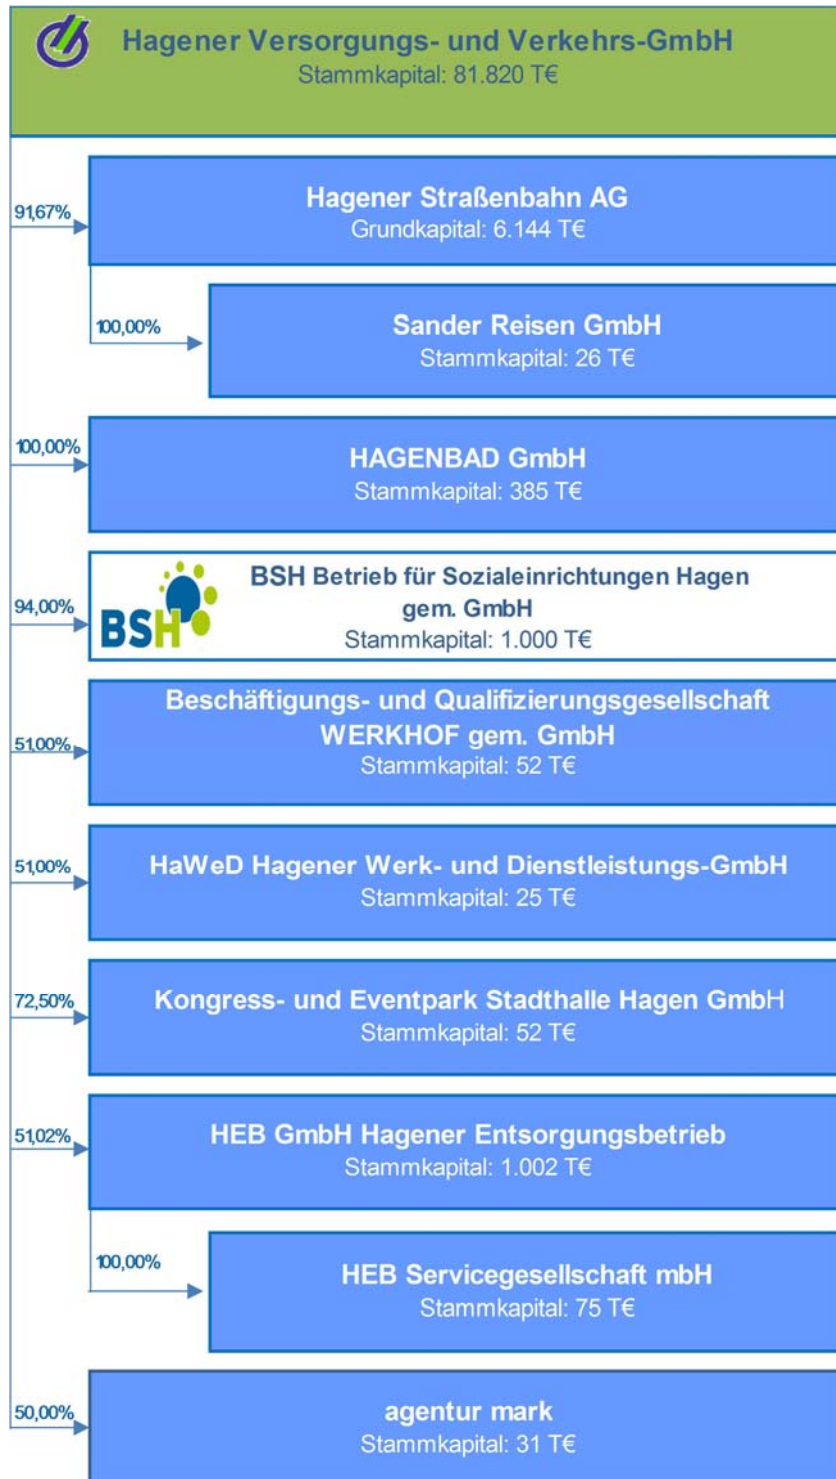 Hagener Versorgungs- und Verkehrs-GmbH
Stammkapital: 81.820 T€
91,67%
Hagener Straßenbahn AG
Grundkapital: 6.144 T€
100,00%
Sander Reisen GmbH
Stammkapital: 26 T€
100,00%
HAGENBAD GmbH
Stammkapital: 385 T€
94,00%
BSH
BSH Betrieb für Sozialeinrichtungen Hagen
gem. GmbH
Stammkapital: 1.000 T€
51,00%
Beschäftigungs- und Qualifizierungsgesellschaft
WERKHOF gem. GmbH
Stammkapital: 52 T€
51,00%
HaWeD Hagener Werk- und Dienstleistungs-GmbH
Stammkapital: 25 T€
72,50%
Kongress- und Eventpark Stadthalle Hagen GmbH
Stammkapital: 52 T€
51,02%
HEB GmbH Hagener Entsorgungsbetrieb
Stammkapital: 1.002 T€
100,00%
HEB Servicegesellschaft mbH
Stammkapital: 75 T€
50,00%
agentur mark
Stammkapital: 31 T€